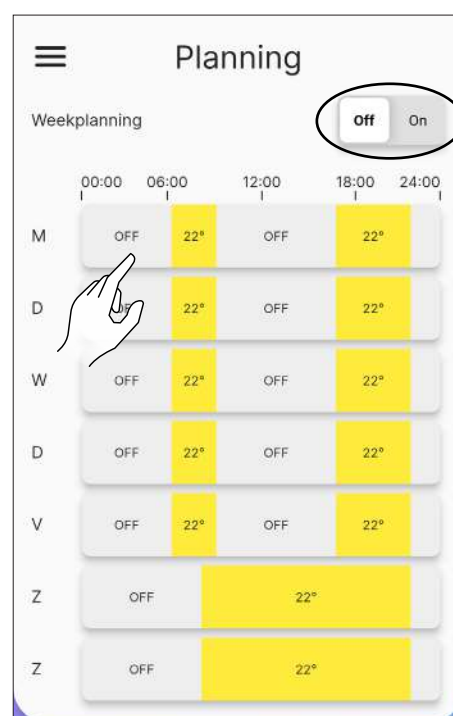 Planning
Weekplanning Off On
00:00 06:00 12:00 18:00 24:00
M OFF 22° OFF 22°
D OFF 22° OFF 22°
W OFF 22° OFF 22°
D OFF 22° OFF 22°
V OFF 22° OFF 22°
Z OFF 22°
Z OFF 22°